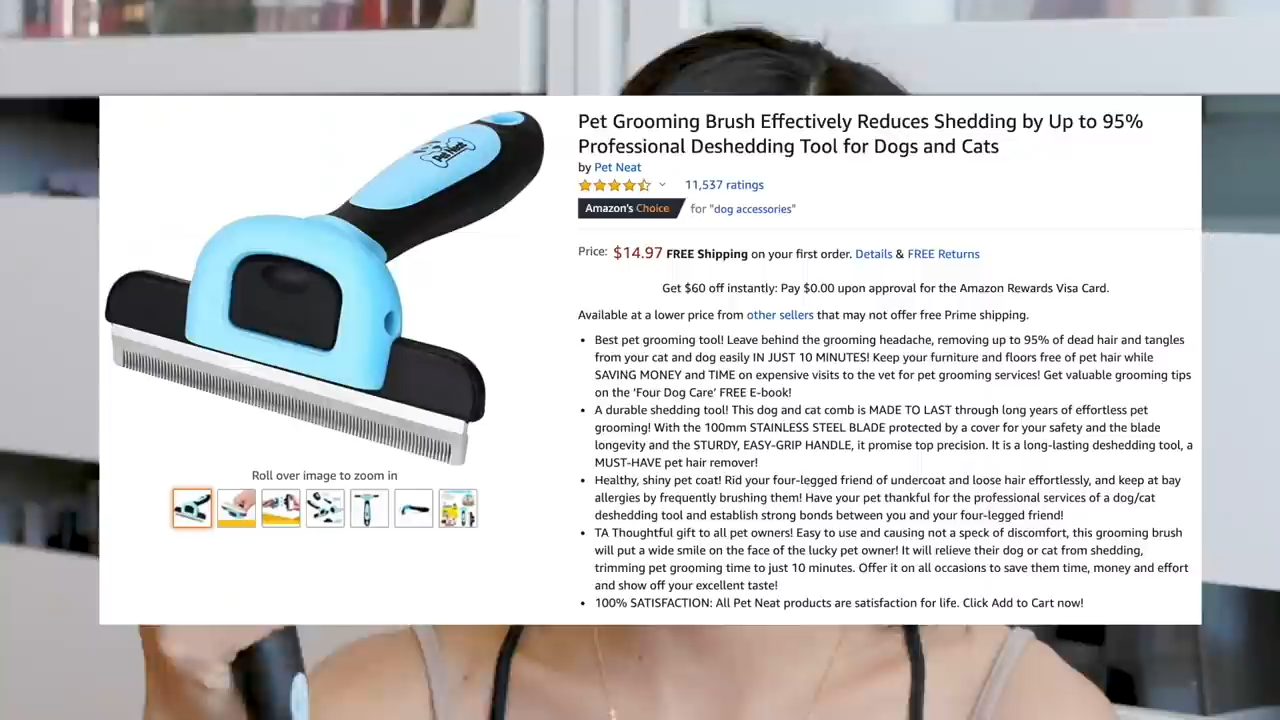 Pet Neat
Pet Grooming Brush Effectively Reduces Shedding by Up to 95%
Professional Deshedding Tool for Dogs and Cats
by Pet Neat
11,537 ratings
Amazon's Choice for "dog accessories"
Price: $14.97 FREE Shipping on your first order. Details & FREE Returns
Get $60 off instantly: Pay $0.00 upon approval for the Amazon Rewards Visa Card.
Available at a lower price from other sellers that may not offer free Prime shipping.
• Best pet grooming tool! Leave behind the grooming headache, removing up to 95% of dead hair and tangles
from your cat and dog easily IN JUST 10 MINUTES! Keep your furniture and floors free of pet hair while
SAVING MONEY and TIME on expensive visits to the vet for pet grooming services! Get valuable grooming tips
on the ‘Four Dog Care’ FREE E-book!
• A durable shedding tool! This dog and cat comb is MADE TO LAST through long years of effortless pet
grooming! With the 100mm STAINLESS STEEL BLADE protected by a cover for your safety and the blade
longevity and the STURDY, EASY-GRIP HANDLE, it promise top precision. It is a long-lasting deshedding tool, a
MUST-HAVE pet hair remover!
• Healthy, shiny pet coat! Rid your four-legged friend of undercoat and loose hair effortlessly, and keep at bay
allergies by frequently brushing them! Have your pet thankful for the professional services of a dog/cat
deshedding tool and establish strong bonds between you and your four-legged friend!
• TA Thoughtful gift to all pet owners! Easy to use and causing not a speck of discomfort, this grooming brush
will put a wide smile on the face of the lucky pet owner! It will relieve their dog or cat from shedding,
trimming pet grooming time to just 10 minutes. Offer it on all occasions to save them time, money and effort
and show off your excellent taste!
• 100% SATISFACTION: All Pet Neat products are satisfaction for life. Click Add to Cart now!
Roll over image to zoom in